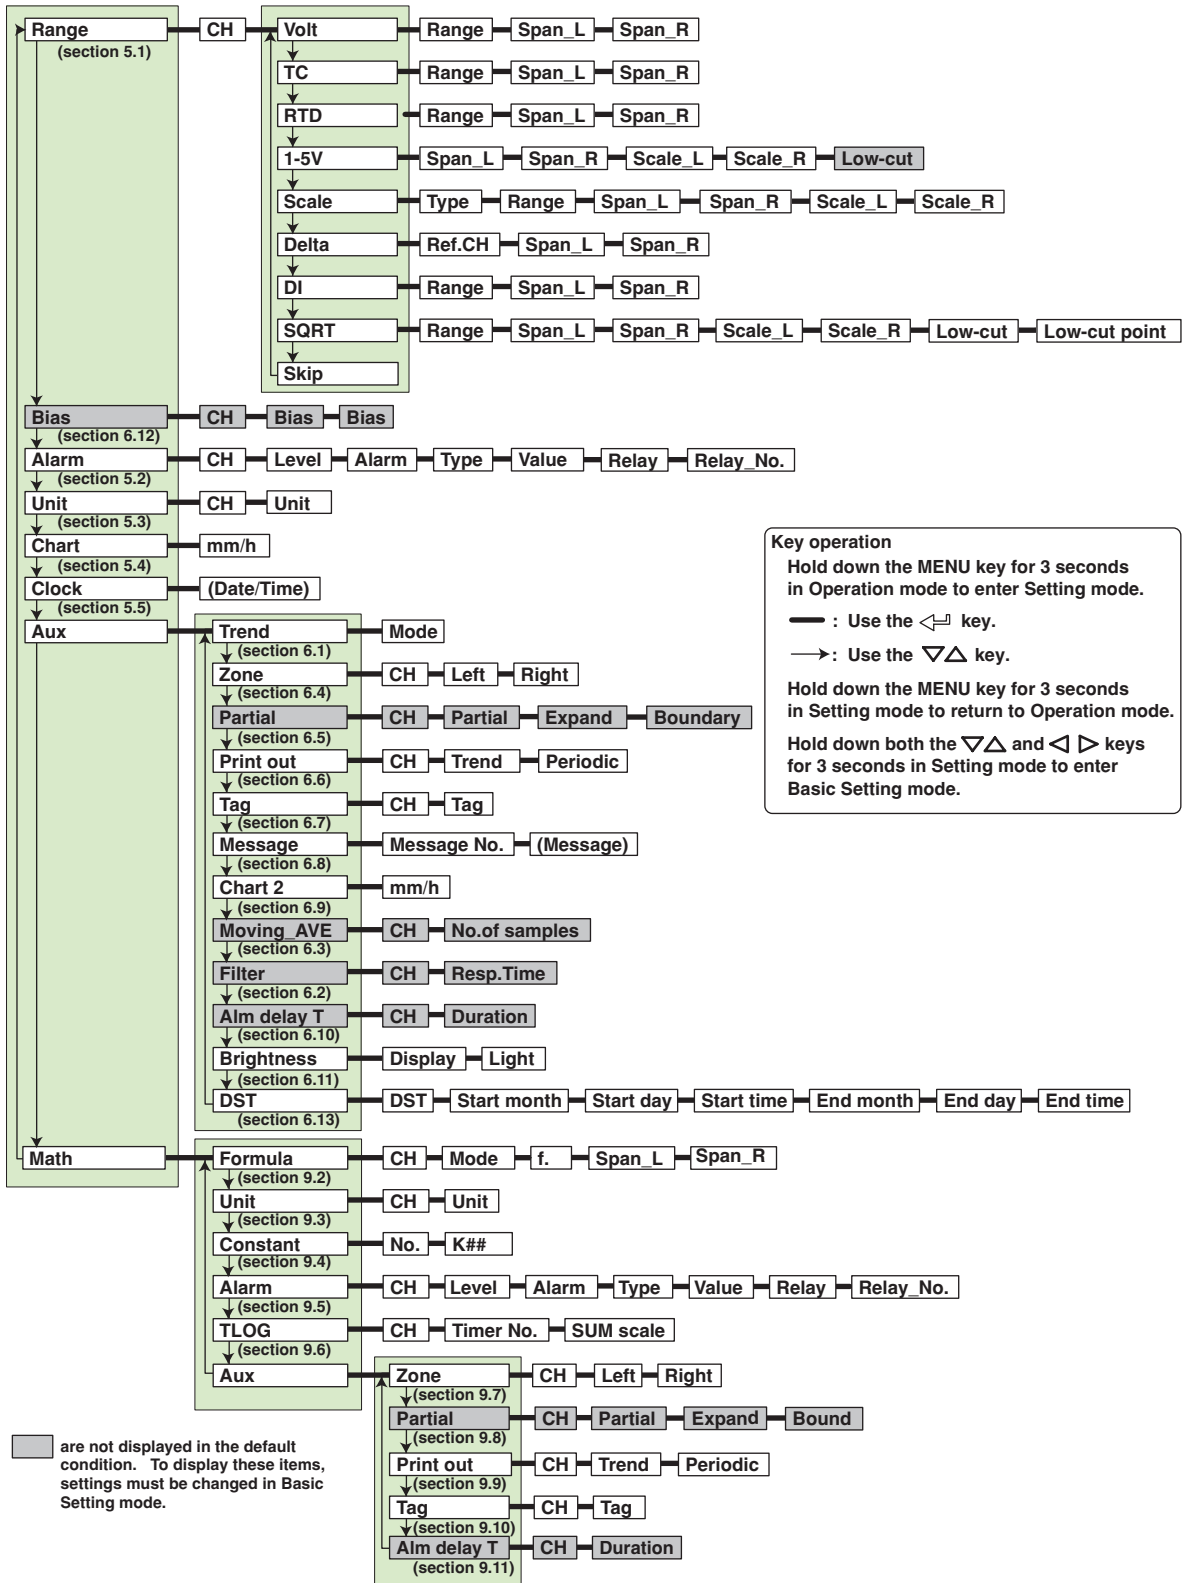 Range CH Volt Range Span_L Span_R
(section 5.1)
TC Range Span_L Span_R
RTD Range Span_L Span_R
1-5V Span_L Span_R Scale_L Scale_R Low-cut
Scale Type Range Span_L Span_R Scale_L Scale_R
Delta Ref.CH Span_L Span_R
DI Range Span_L Span_R
SQRT Range Span_L Span_R Scale_L Scale_R Low-cut Low-cut point
Skip
Bias CH Bias Bias
(section 6.12)
Alarm CH Level Alarm Type Value Relay Relay_No.
(section 5.2)
Unit CH Unit
(section 5.3)
Chart mm/h
(section 5.4)
Clock (Date/Time)
(section 5.5)
Aux Trend Mode
(section 6.1)
Zone CH Left Right
(section 6.4)
Partial CH Partial Expand Boundary
(section 6.5)
Print out CH Trend Periodic
(section 6.6)
Tag CH Tag
(section 6.7)
Message Message No. (Message)
(section 6.8)
Chart 2 mm/h
(section 6.9)
Moving_AVE CH No.of samples
(section 6.3)
Filter CH Resp.Time
(section 6.2)
Alm delay T CH Duration
(section 6.10)
Brightness Display Light
(section 6.11)
DST DST Start month Start day Start time End month End day End time
(section 6.13)
Key operation
Hold down the MENU key for 3 seconds
in Operation mode to enter Setting mode.
: Use the key.
: Use the ▽△ key.
Hold down the MENU key for 3 seconds
in Setting mode to return to Operation mode.
Hold down both the ▽△ and ◁ ▷ keys
for 3 seconds in Setting mode to enter
Basic Setting mode.
Math Formula CH Mode f. Span_L Span_R
(section 9.2)
Unit CH Unit
(section 9.3)
Constant No. K##
(section 9.4)
Alarm CH Level Alarm Type Value Relay Relay_No.
(section 9.5)
TLOG CH Timer No. SUM scale
(section 9.6)
Aux Zone CH Left Right
(section 9.7)
Partial CH Partial Expand Bound
(section 9.8)
Print out CH Trend Periodic
(section 9.9)
Tag CH Tag
(section 9.10)
Alm delay T CH Duration
(section 9.11)
are not displayed in the default
condition. To display these items,
settings must be changed in Basic
Setting mode.